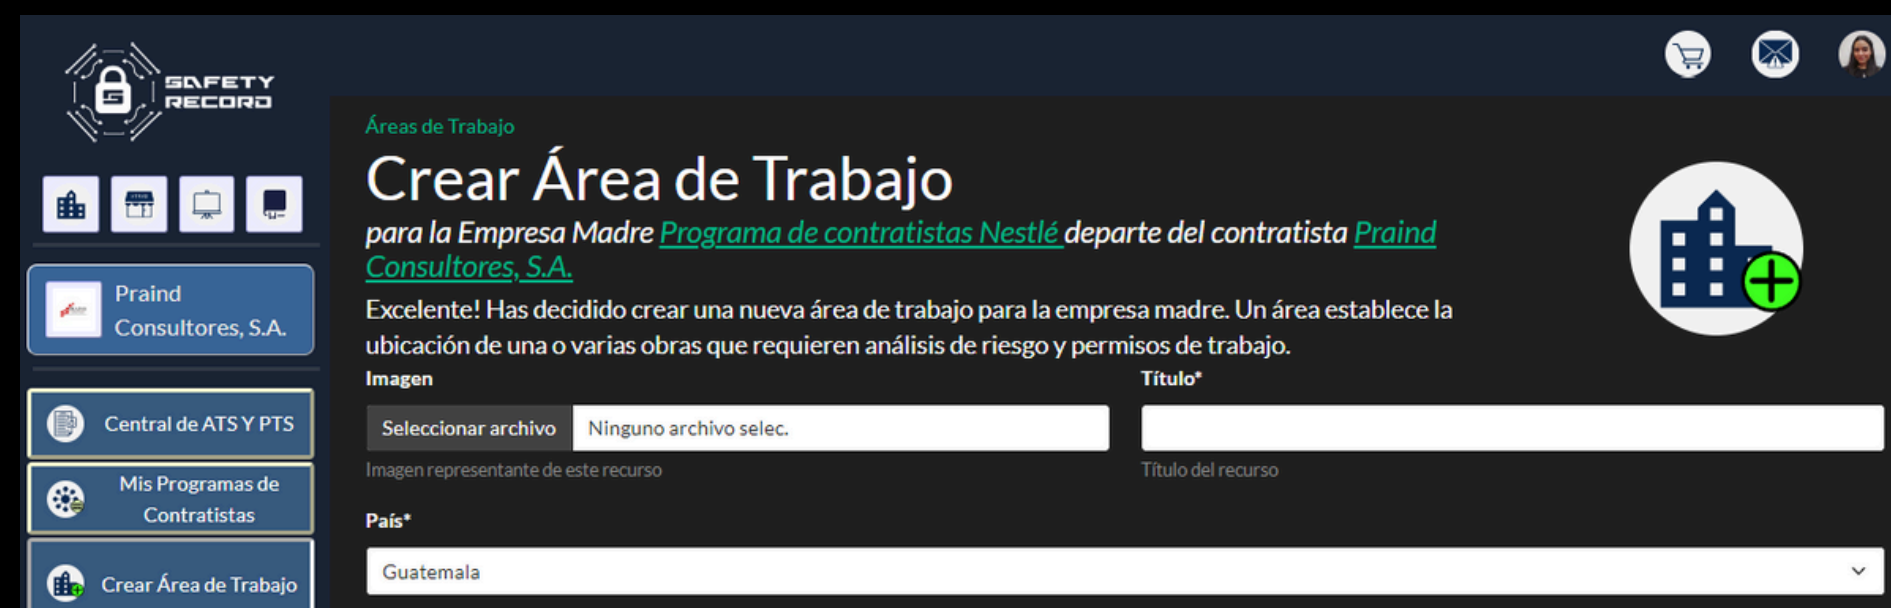 SAFETY
RECORD
Praind
Consultores, S.A.
Central de ATS Y PTS
Mis Programas de
Contratistas
Crear Área de Trabajo
Áreas de Trabajo
Crear Área de Trabajo
para la Empresa Madre Programa de contratistas Nestlé departe del contratista Praind
Consultores, S.A.
Excelente! Has decidido crear una nueva área de trabajo para la empresa madre. Un área establece la
ubicación de una o varias obras que requieren análisis de riesgo y permisos de trabajo.
Imagen
Seleccionar archivo Ninguno archivo selec.
Imagen representante de este recurso
Título*
Título del recurso
País*
Guatemala